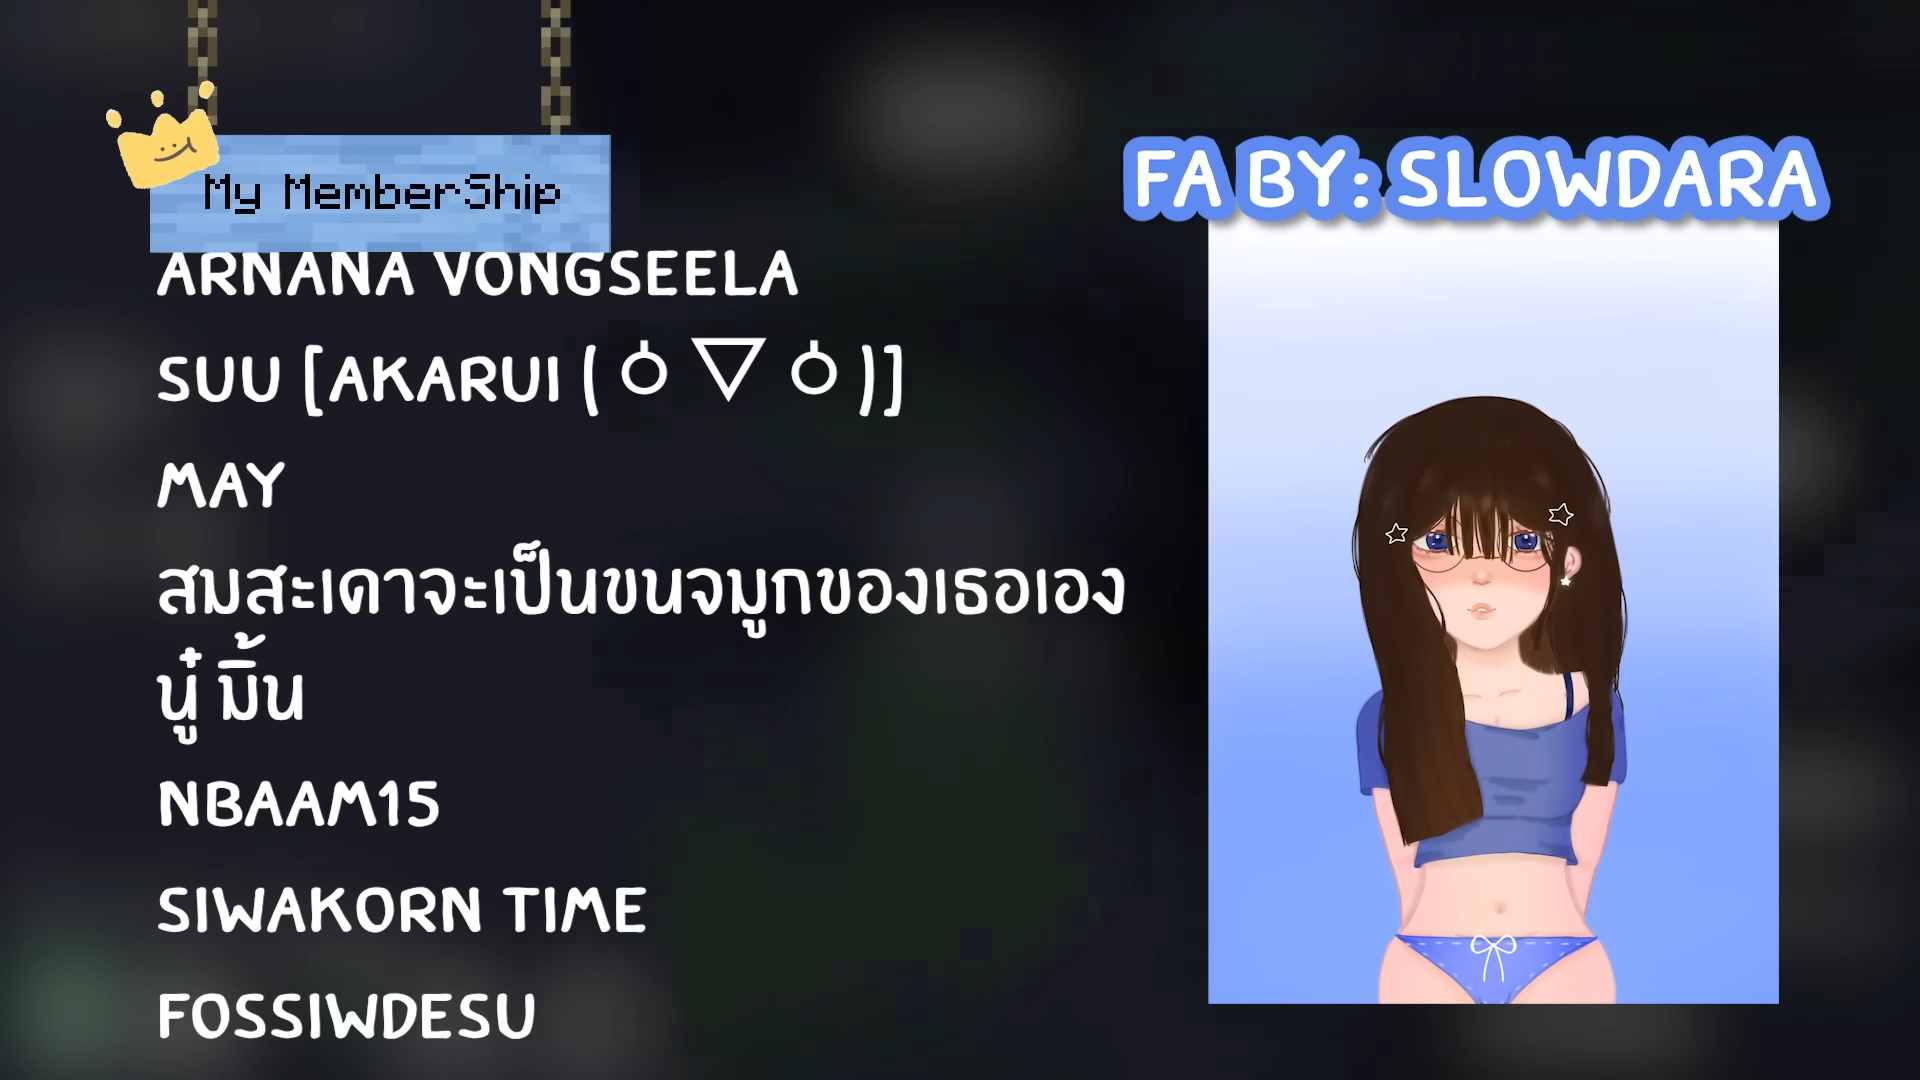 My MemberShip
ARNANA VONGSEELA
SUU [AKARUI ( ㆁ ▽ ㆁ )]
MAY
สมสะเดาจะเป็นขนจมูกของเธอเอง
นู๋ มิ้น
NBAAM15
SIWAKORN TIME
FOSSIWDESU
FA BY: SLOWDARA